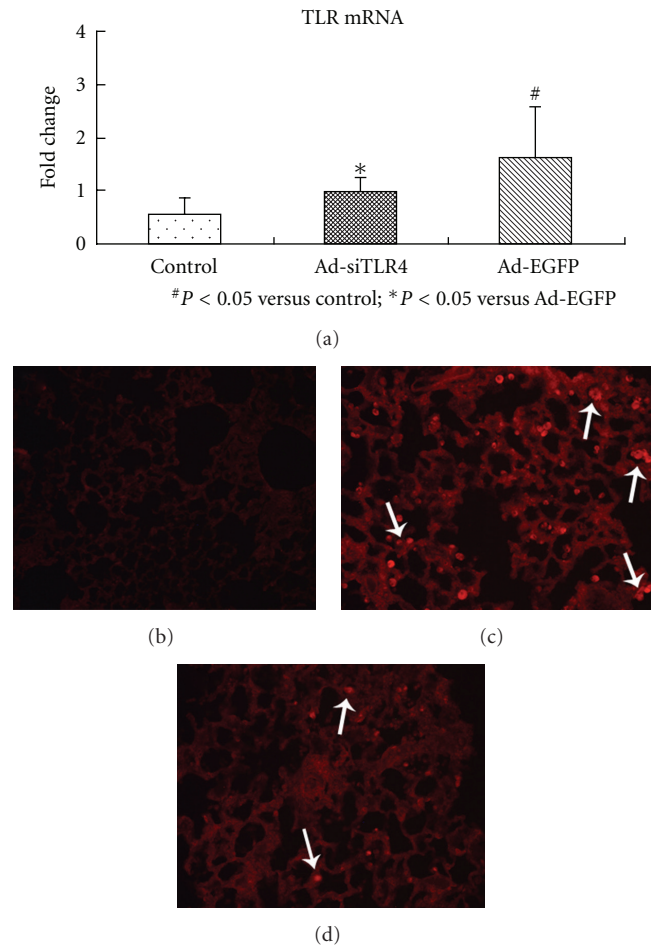 TLR mRNA
4
3
2
1
0
Fold change
*
#
Control Ad-siTLR4 Ad-EGFP
#P < 0.05 versus control; *P < 0.05 versus Ad-EGFP
(a)
(b) (c)
(d)